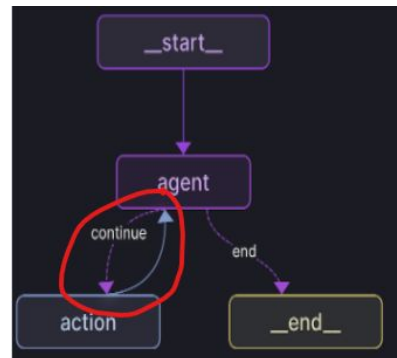 __start__
agent
continue
end
action
__end__